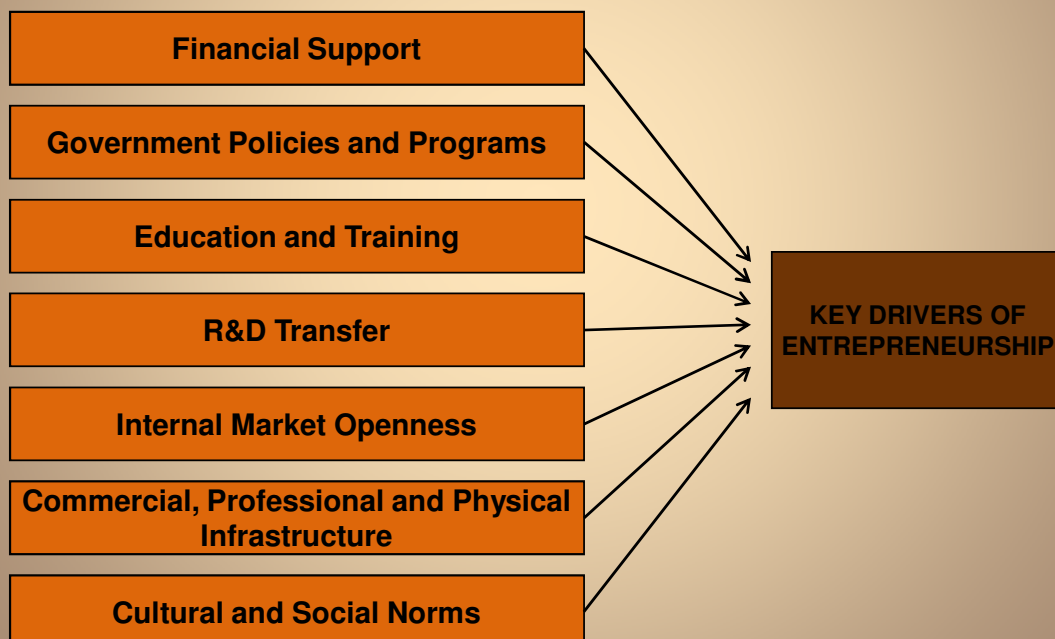 Financial Support
Government Policies and Programs
Education and Training
R&D Transfer
Internal Market Openness
Commercial, Professional and Physical
Infrastructure
Cultural and Social Norms
KEY DRIVERS OF
ENTREPRENEURSHIP